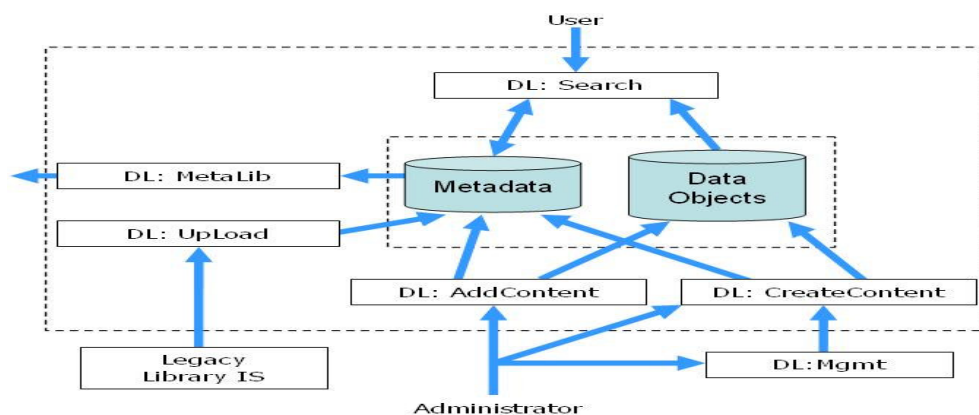 User
DL: Search
DL: MetaLib
Metadata
Data
Objects
DL: UpLoad
DL: AddContent
DL: CreateContent
Legacy
Library IS
DL:Mgmt
Administrator